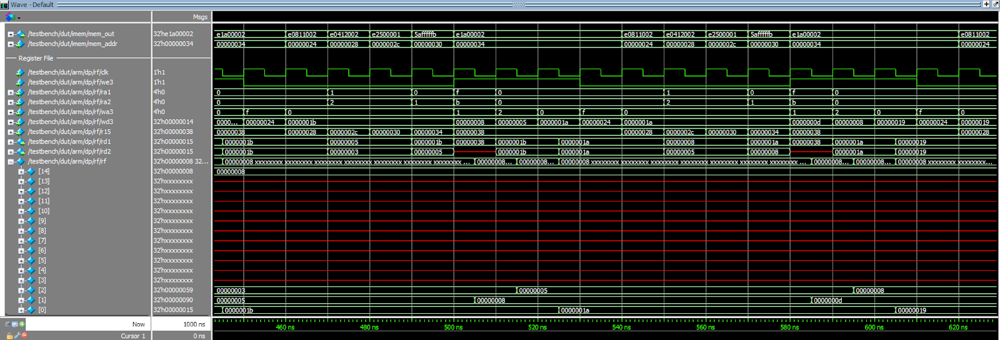 Wave - Default
Msgs
/testbench/dut/imem/mem_out 32'he1a00002 e1a00002 e0811002 e0412002 e2500001 5afffffb e1a00002 e0811002 e0412002 e2500001 5afffffb e1a00002 e0811002
/testbench/dut/imem/mem_addr 32'h00000034 00000034 00000024 00000028 0000002c 00000030 00000034 00000024 00000028 0000002c 00000030 00000034 00000024
Register File
/testbench/dut/arm/dp/rf/clk 1'h1
/testbench/dut/arm/dp/rf/we3 1'h1
/testbench/dut/arm/dp/rf/ra1 4'h0 0 1 0 f 0 1 0 f 0
/testbench/dut/arm/dp/rf/ra2 4'h0 0 2 1 b 0 2 1 b 0
/testbench/dut/arm/dp/rf/wa3 4'h0 0 f 0 1 2 0 f 0 1 2 0 f 0
/testbench/dut/arm/dp/rf/wd3 32'h00000014 0000... 00000024 0000001b 00000008 00000005 0000001a 00000024 0000001a 0000000d 00000008 00000019 00000024 00000019
/testbench/dut/arm/dp/rf/r15 32'h00000038 00000038 00000028 0000002c 00000030 00000034 00000038 00000028 0000002c 00000030 00000034 00000038 00000028
/testbench/dut/arm/dp/rf/rd1 32'h00000015 0000001b 00000005 0000001b 00000038 0000001b 0000001a 00000008 0000001a 00000038 0000001a 00000019
/testbench/dut/arm/dp/rf/rd2 32'h00000015 0000001b 00000003 00000005 0000001b 0000001a 00000005 00000008 0000001a 00000019
/testbench/dut/arm/dp/rf/rf 32'h00000008 32... 00000008 xxxxxxxx xxxxxxxx xxxxxxxx xxxxxxxx xxxxxxxx xxxxxxxx xxxxxxxx xxxxxxxx ... 00000008... 00000008... 00000008 xxxxxxxx xxxxxxxx xxxxxxxx xxxxxxxx xxxxxxxx xxxxxxxx xxxxxxxx xxxxxxxx ... 00000008... 00000008... 00000008 xxxxxxxx xxxxxxxx...
[14] 32'h00000008 00000008
[13] 32'hxxxxxxxx
[12] 32'hxxxxxxxx
[11] 32'hxxxxxxxx
[10] 32'hxxxxxxxx
[9] 32'hxxxxxxxx
[8] 32'hxxxxxxxx
[7] 32'hxxxxxxxx
[6] 32'hxxxxxxxx
[5] 32'hxxxxxxxx
[4] 32'hxxxxxxxx
[3] 32'hxxxxxxxx
[2] 32'h00000059 00000003 00000005 00000008
[1] 32'h00000090 00000005 00000008 0000000d
[0] 32'h00000015 0000001b 0000001a 00000019
Now 1000 ns 460 ns 480 ns 500 ns 520 ns 540 ns 560 ns 580 ns 600 ns 620 ns
Cursor 1 0 ns